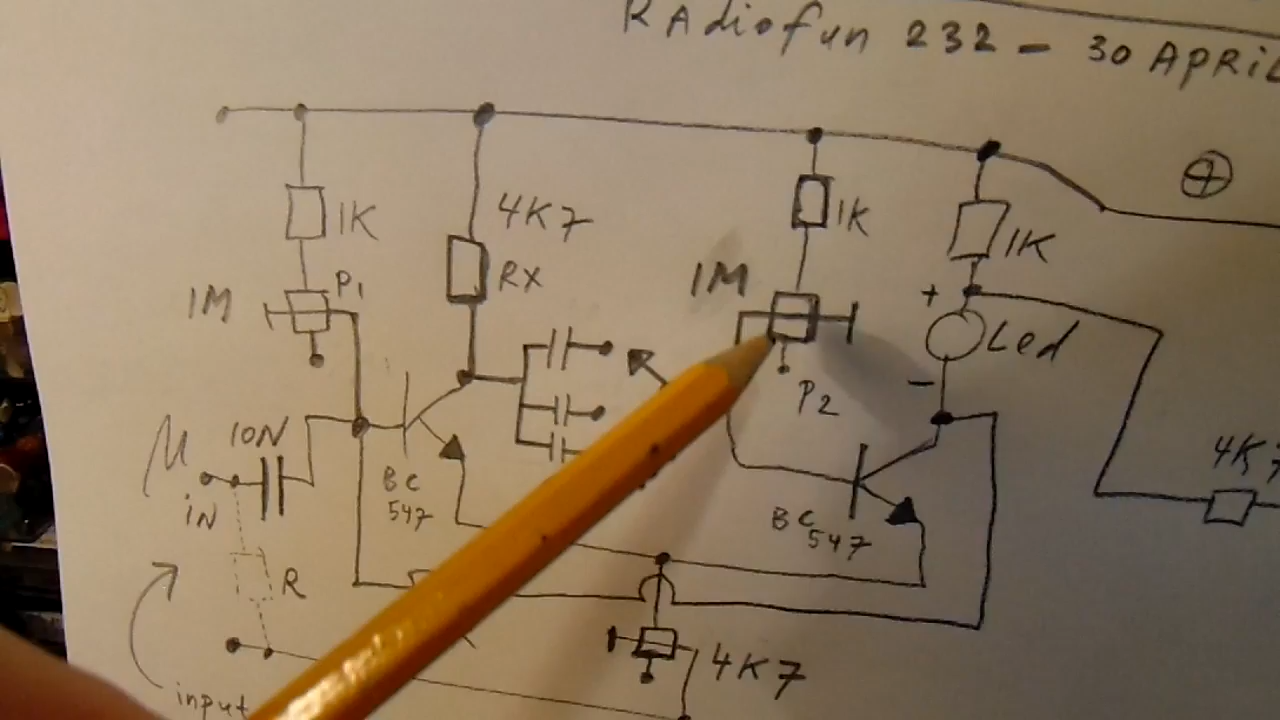 RAdiofun 232 - 30 APRIL
1K
4K7
RX
1M
P1
1K
1M
P2
1K
+
Led
-
10N
iN
BC
547
BC
547
R
4K7
4K7
input